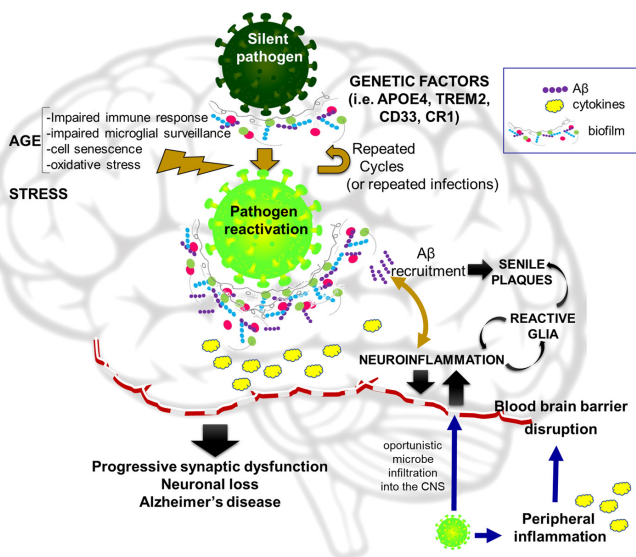 Silent
pathogen
GENETIC FACTORS
(i.e. APOE4, TREM2,
CD33, CR1)
Aβ
cytokines
biofilm
AGE
-Impaired immune response
-impaired microglial surveillance
-cell senescence
-oxidative stress
STRESS
Repeated
Cycles
(or repeated infections)
Pathogen
reactivation
Aβ
recruitment
SENILE
PLAQUES
REACTIVE
GLIA
NEUROINFLAMMATION
Blood brain barrier
disruption
oportunistic
microbe
infiltration
into the CNS
Progressive synaptic dysfunction
Neuronal loss
Alzheimer's disease
Peripheral
inflammation